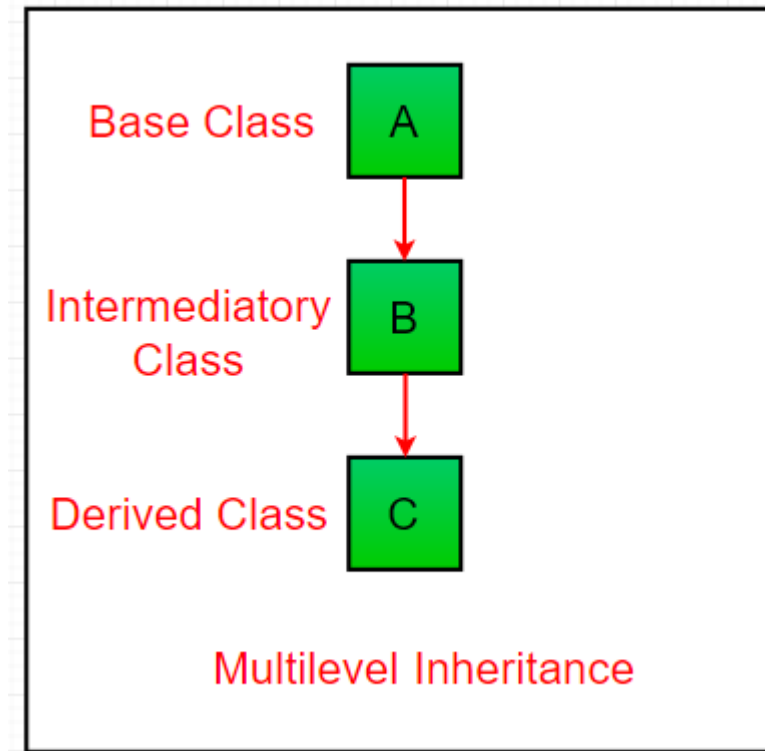 Base Class A
Intermediatory
Class B
Derived Class C
Multilevel Inheritance